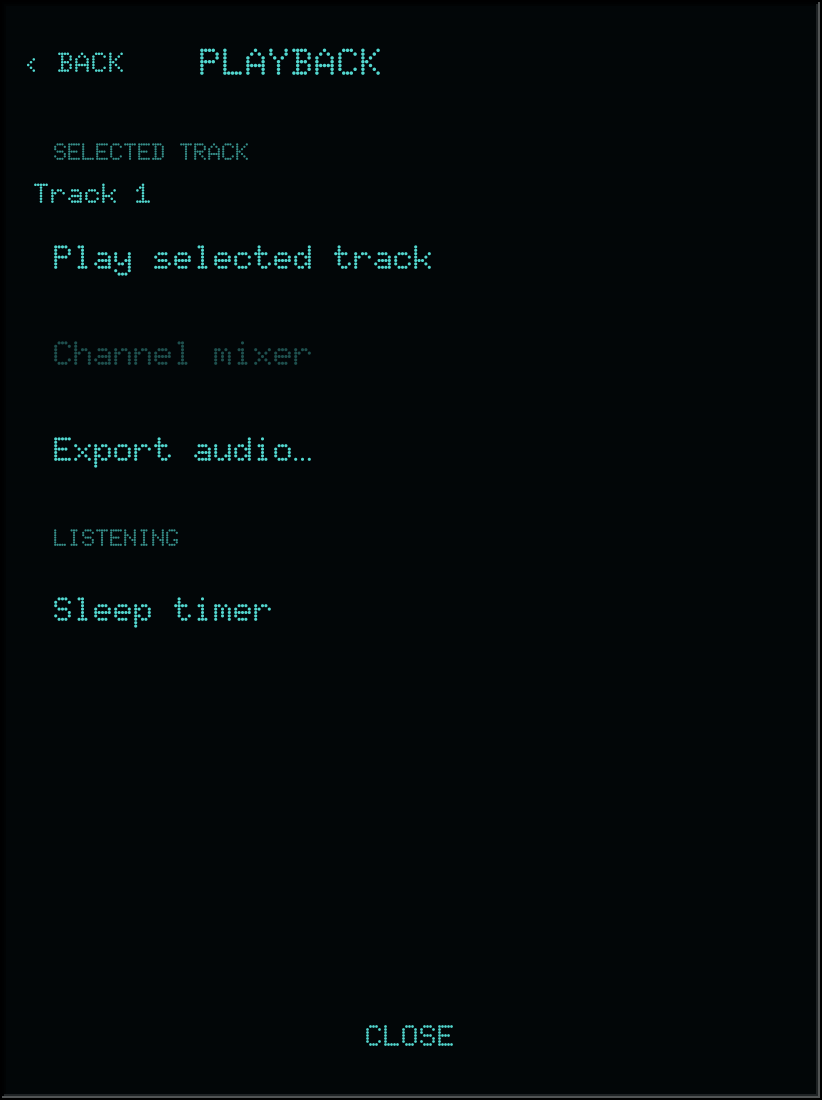 ‹ BACK PLAYBACK
SELECTED TRACK
Track 1
Play selected track
Channel mixer
Export audio…
LISTENING
Sleep timer
CLOSE